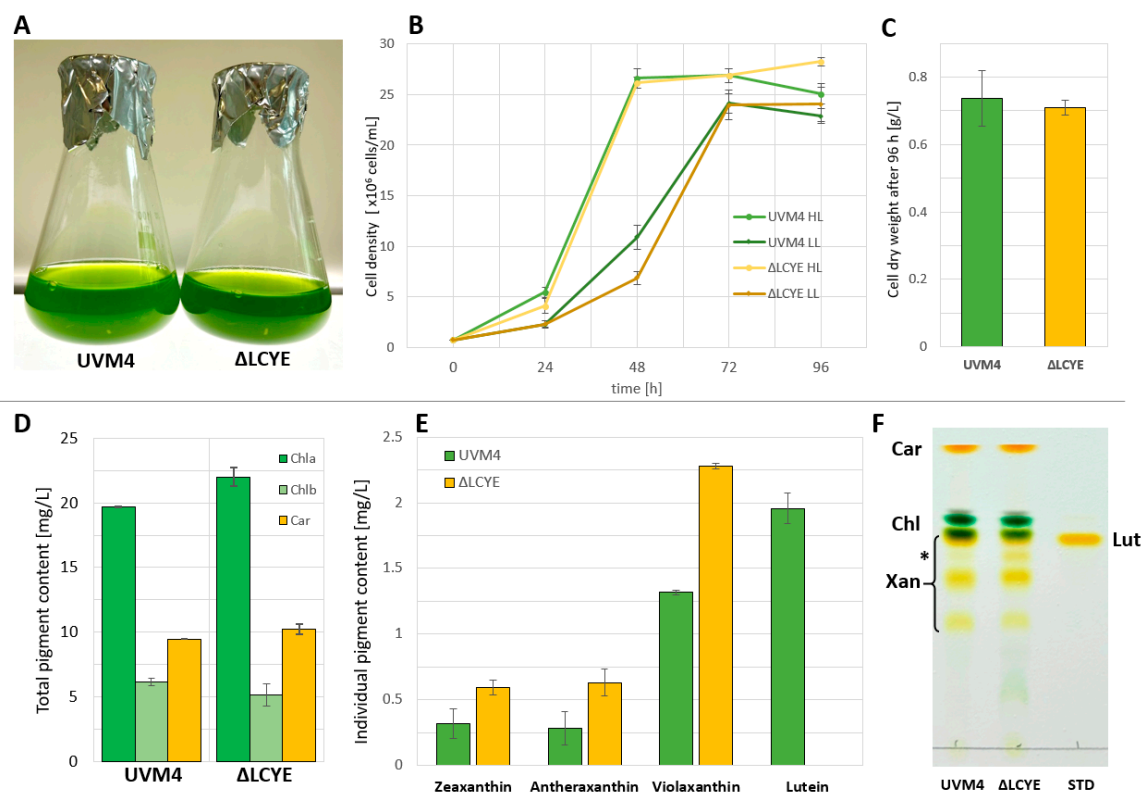 A
UVM4
ΔLCYE
B
Cell density [ x10⁶ cells/mL]
30
25
20
15
10
5
0
0
24
48
72
96
time [h]
UVM4 HL
UVM4 LL
ΔLCYE HL
ΔLCYE LL
C
Cell dry weight after 96 h [g/L]
0.8
0.6
0.4
0.2
0
UVM4
ΔLCYE
D
Total pigment content [mg/L]
25
20
15
10
5
0
Chla
Chlb
Car
UVM4
ΔLCYE
E
Individual pigment content [mg/L]
2.5
2
1.5
1
0.5
0
UVM4
ΔLCYE
Zeaxanthin
Antheraxanthin
Violaxanthin
Lutein
F
Car
Chl
*
Xan
Lut
UVM4
ΔLCYE
STD